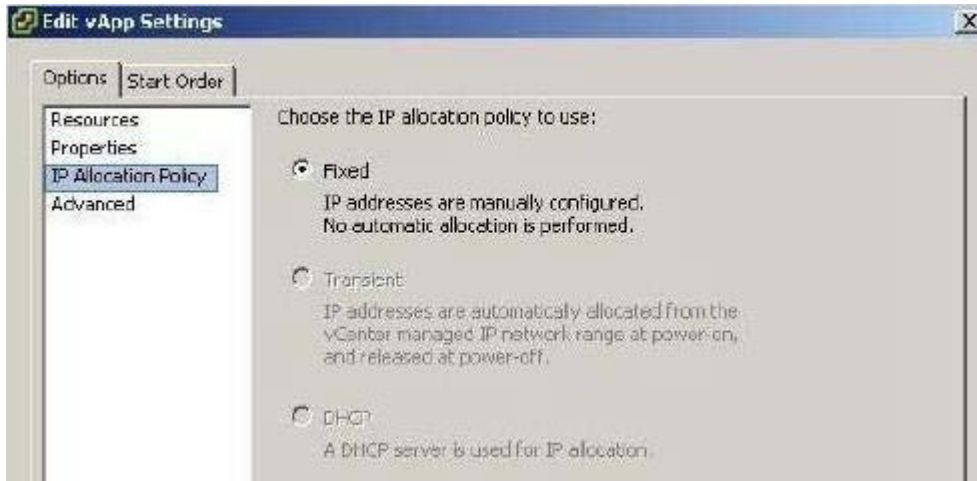 Edit vApp Settings
X
Options
Start Order
Resources
Properties
IP Allocation Policy
Advanced
Choose the IP allocation policy to use:
Fixed
IP addresses are manually configured.
No automatic allocation is performed.
Transient
IP addresses are automatically allocated from the
vCenter managed IP network range at power-on,
and released at power-off.
DHCP
A DHCP server is used for IP allocation.